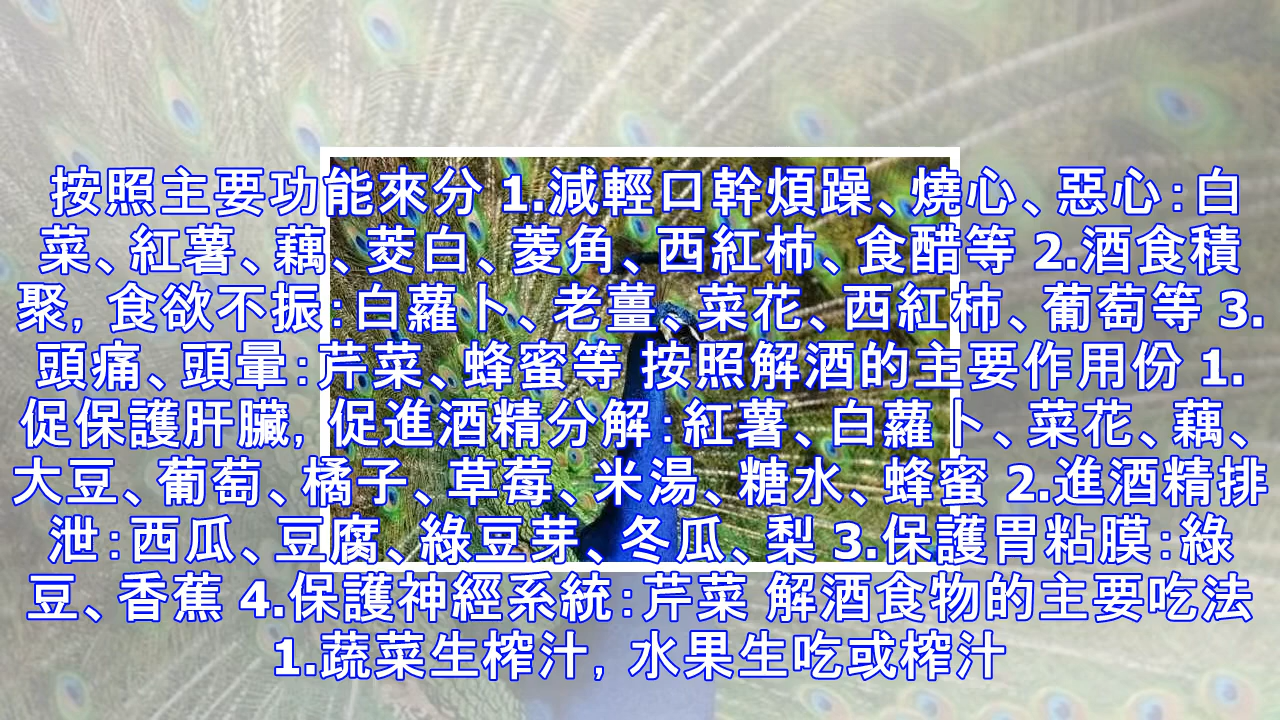 按照主要功能來分 1.減輕口幹煩躁、燒心、惡心:白
菜、紅薯、藕、茭白、菱角、西紅柿、食醋等 2.酒食積
聚, 食欲不振:白蘿卜、老薑、菜花、西紅柿、葡萄等 3.
頭痛、頭暈:芹菜、蜂蜜等 按照解酒的主要作用份 1.
促保護肝臟, 促進酒精分解:紅薯、白蘿卜、菜花、藕、
大豆、葡萄、橘子、草莓、米湯、糖水、蜂蜜 2.進酒精排
泄:西瓜、豆腐、綠豆芽、冬瓜、梨 3.保護胃粘膜:綠
豆、香蕉 4.保護神經系統:芹菜 解酒食物的主要吃法
1.蔬菜生榨汁, 水果生吃或榨汁